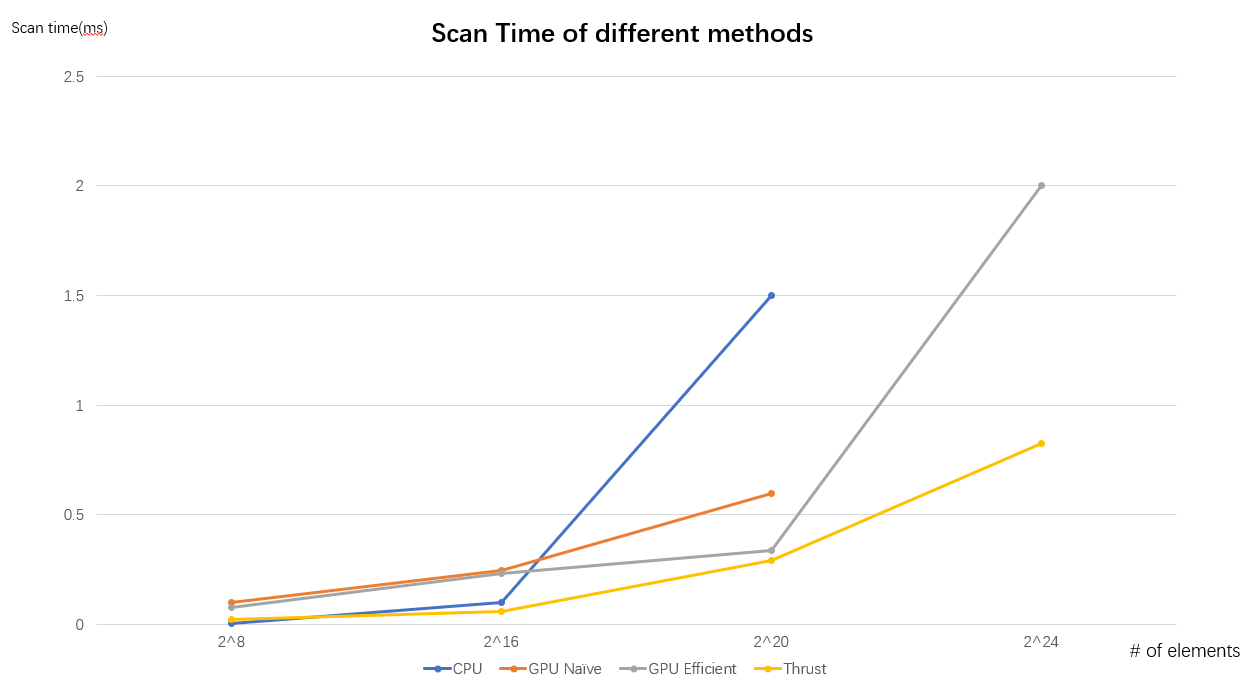 Scan time(ms)
Scan Time of different methods
2.5
2
1.5
1
0.5
0
2^8 2^16 2^20 2^24
# of elements
CPU GPU Naïve GPU Efficient Thrust